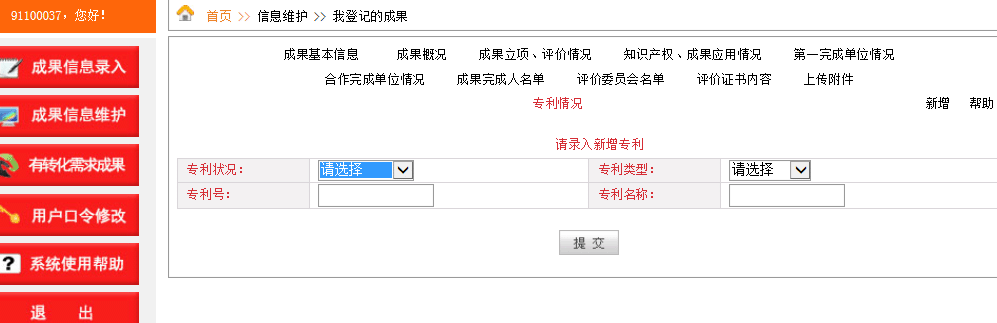 91100037，您好！
首页 >> 信息维护 >> 我登记的成果
成果信息录入
成果信息维护
有转化需求成果
用户口令修改
系统使用帮助
退 出
成果基本信息 成果概况 成果立项、评价情况 知识产权、成果应用情况 第一完成单位情况
合作完成单位情况 成果完成人名单 评价委员会名单 评价证书内容 上传附件
专利情况 新增 帮助
请录入新增专利
专利状况： 请选择 专利类型： 请选择
专利号： 专利名称：
提 交